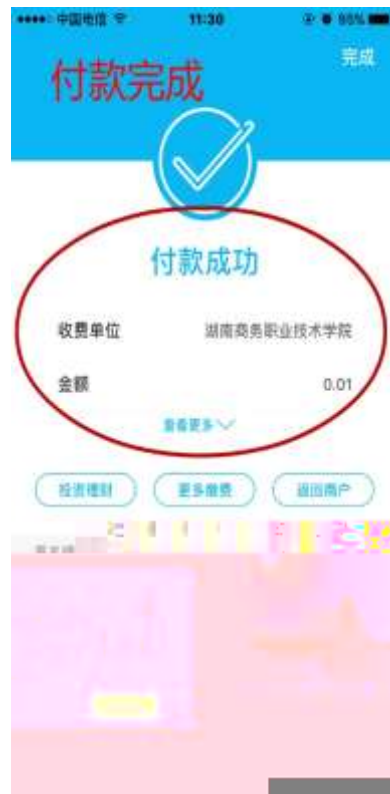 中国电信 11:30 95%
完成
付款完成
付款成功
收费单位 湖南商务职业技术学院
金额 0.01
查看更多
投资理财 更多缴费 返回商户